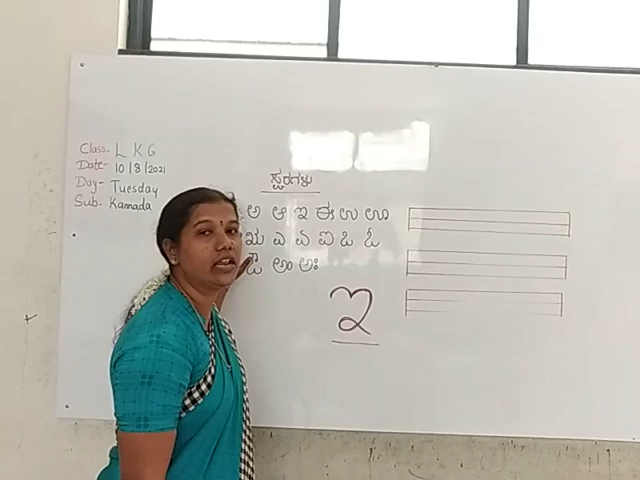 Class- LKG
Date- 10/8/2021
Day- Tuesday
Sub- Kannada
ಸ್ವರಗಳು
ಅ ಆ ಇ ಈ ಉ ಊ
ಋ ಎ ಏ ಐ ಒ ಓ
ಔ ಅಂ ಅಃ
ಇ